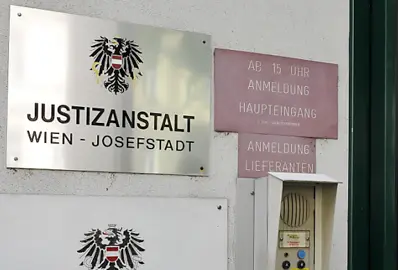 JUSTIZANSTALT
WIEN - JOSEFSTADT
AB 15 UHR
ANMELDUNG
HAUPTEINGANG
ANMELDUNG
LIEFERANTEN